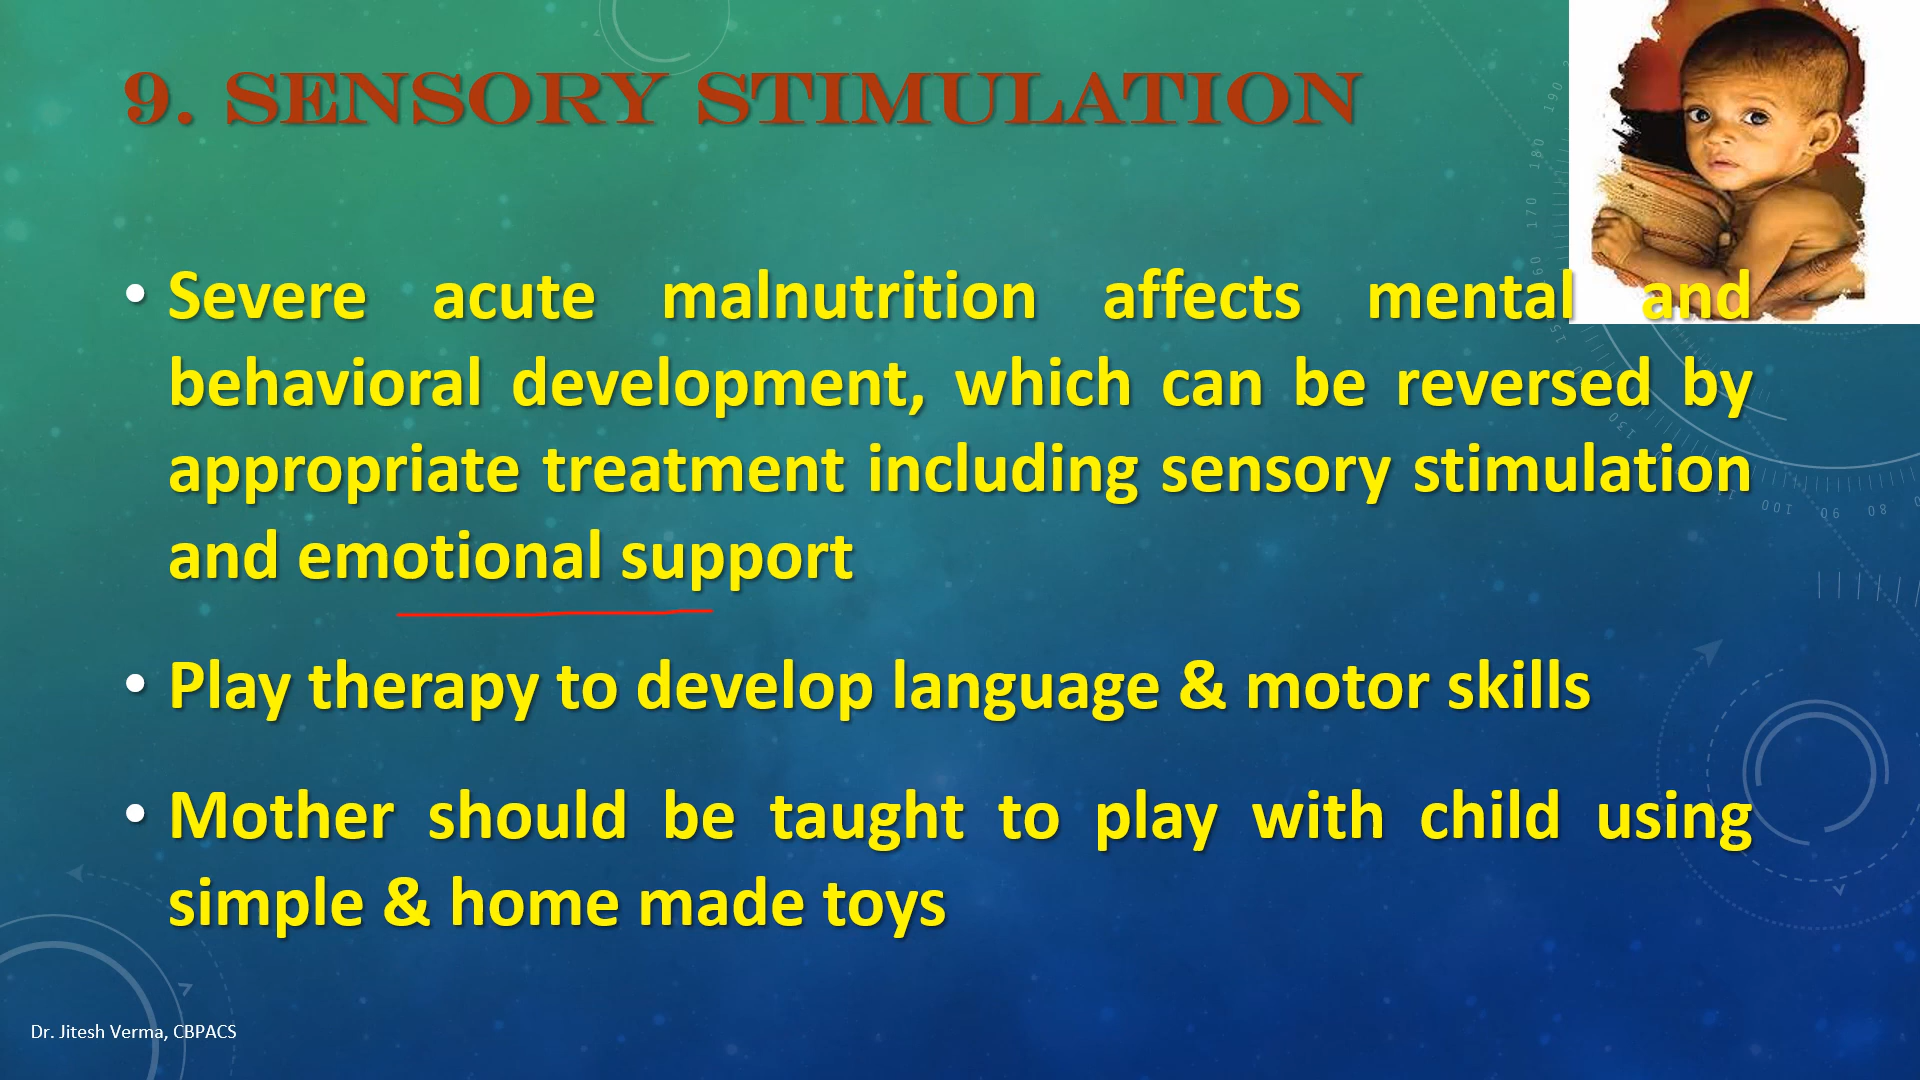 9. SENSORY STIMULATION
• Severe acute malnutrition affects mental and
behavioral development, which can be reversed by
appropriate treatment including sensory stimulation
and emotional support
• Play therapy to develop language & motor skills
• Mother should be taught to play with child using
simple & home made toys
Dr. Jitesh Verma, CBPACS